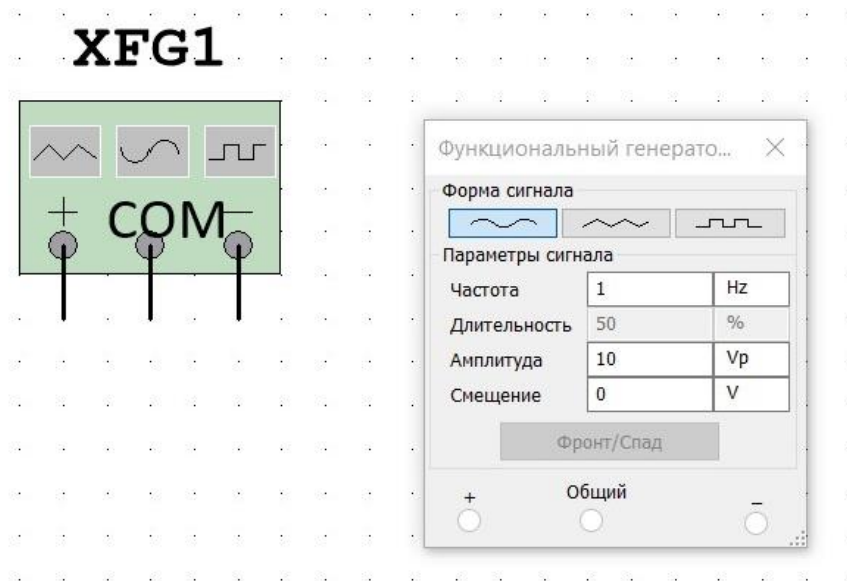 XFG1
+ COM −
Функциональный генерато...
Форма сигнала
Параметры сигнала
Частота 1 Hz
Длительность 50 %
Амплитуда 10 Vp
Смещение 0 V
Фронт/Спад
+ Общий −